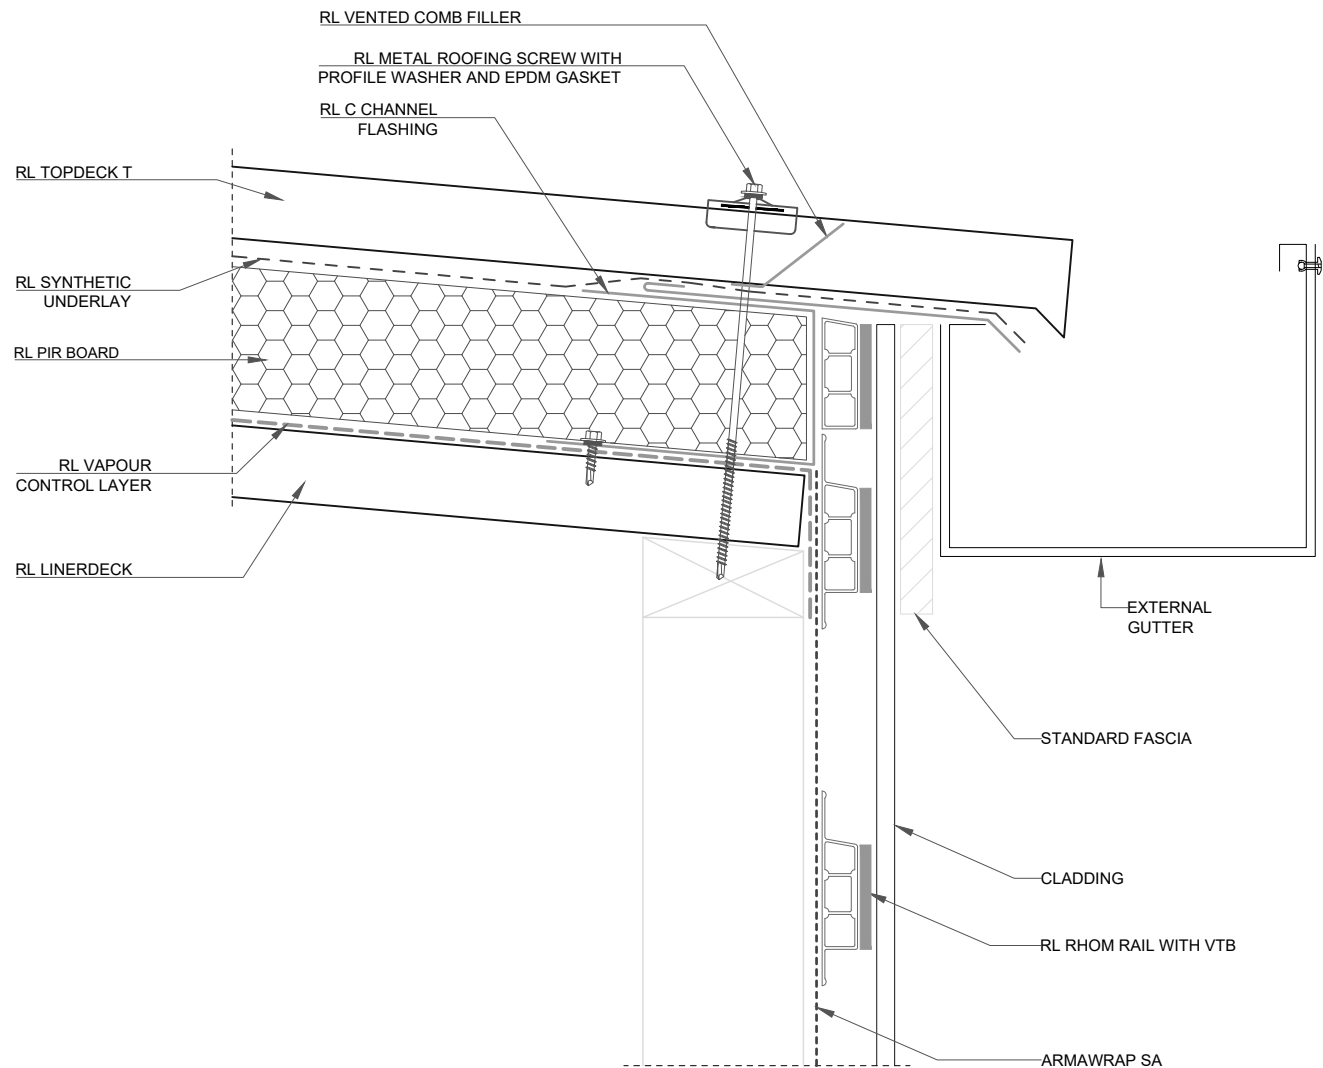 RL VENTED COMB FILLER
RL METAL ROOFING SCREW WITH
PROFILE WASHER AND EPDM GASKET
RL C CHANNEL
FLASHING
RL TOPDECK T
RL SYNTHETIC
UNDERLAY
RL PIR BOARD
RL VAPOUR
CONTROL LAYER
RL LINERDECK
EXTERNAL
GUTTER
STANDARD FASCIA
CLADDING
RL RHOM RAIL WITH VTB
ARMAWRAP SA